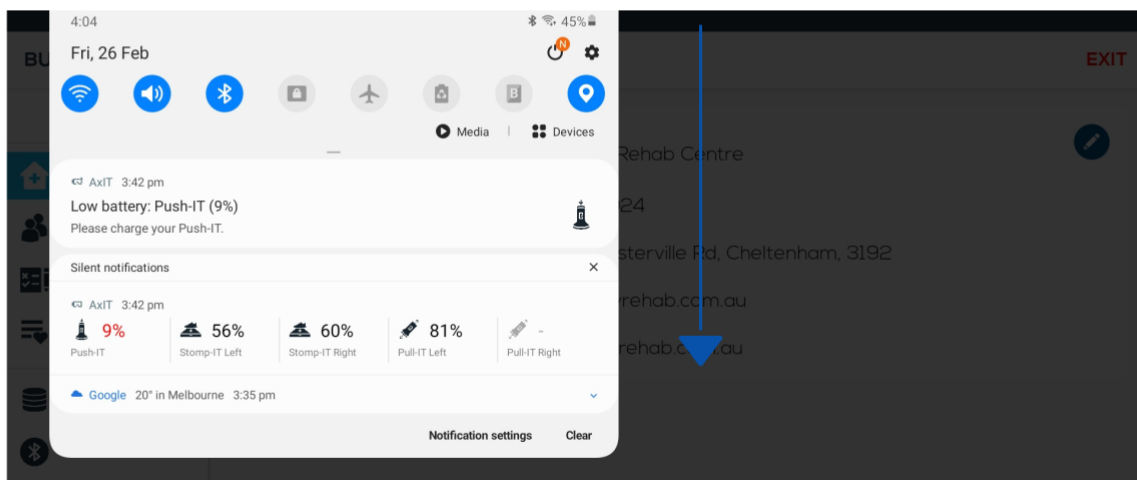 4:04 45%
Fri, 26 Feb N
BU EXIT
Media | Devices
Rehab Centre
AxIT 3:42 pm
Low battery: Push-IT (9%)
Please charge your Push-IT.
24
sterville Rd, Cheltenham, 3192
Silent notifications
rehab.com.au
AxIT 3:42 pm
9% 56% 60% 81% -
Push-IT Stomp-IT Left Stomp-IT Right Pull-IT Left Pull-IT Right
rehab.c .au
Google 20° in Melbourne 3:35 pm
Notification settings Clear